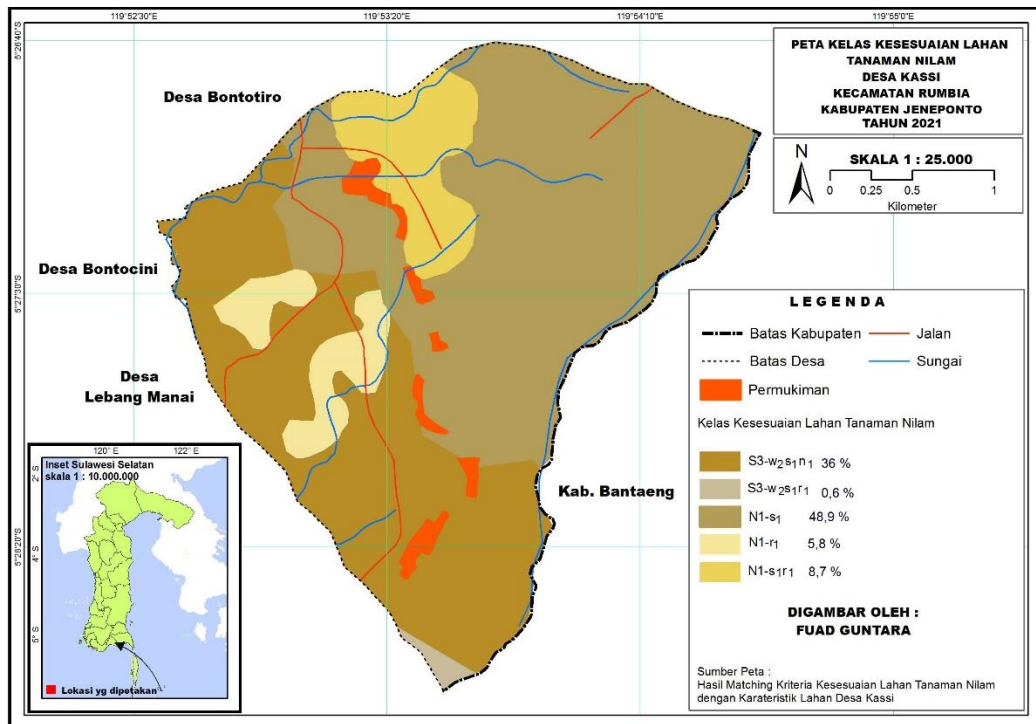 119°52'30"E 119°53'20"E 119°54'10"E 119°55'0"E
5°26'40"S
5°27'30"S
5°28'20"S
Desa Bontotiro
Desa Bontocini
Desa
Lebang Manai
Kab. Bantaeng
PETA KELAS KESESUAIAN LAHAN
TANAMAN NILAM
DESA KASSI
KECAMATAN RUMBIA
KABUPATEN JENEPONTO
TAHUN 2021
N
SKALA 1 : 25.000
0 0.25 0.5 1
Kilometer
L E G E N D A
Batas Kabupaten Jalan
Batas Desa Sungai
Permukiman
Kelas Kesesuaian Lahan Tanaman Nilam
S3-w2s1n1 36 %
S3-w2s1r1 0,6 %
N1-s1 48,9 %
N1-r1 5,8 %
N1-s1r1 8,7 %
DIGAMBAR OLEH :
FUAD GUNTARA
Sumber Peta :
Hasil Matching Kriteria Kesesuaian Lahan Tanaman Nilam
dengan Karateristik Lahan Desa Kassi
120° E 122° E
Inset Sulawesi Selatan
skala 1 : 10.000.000
2° S
2° S
4° S
4° S
5° S
Lokasi yg dipetakan